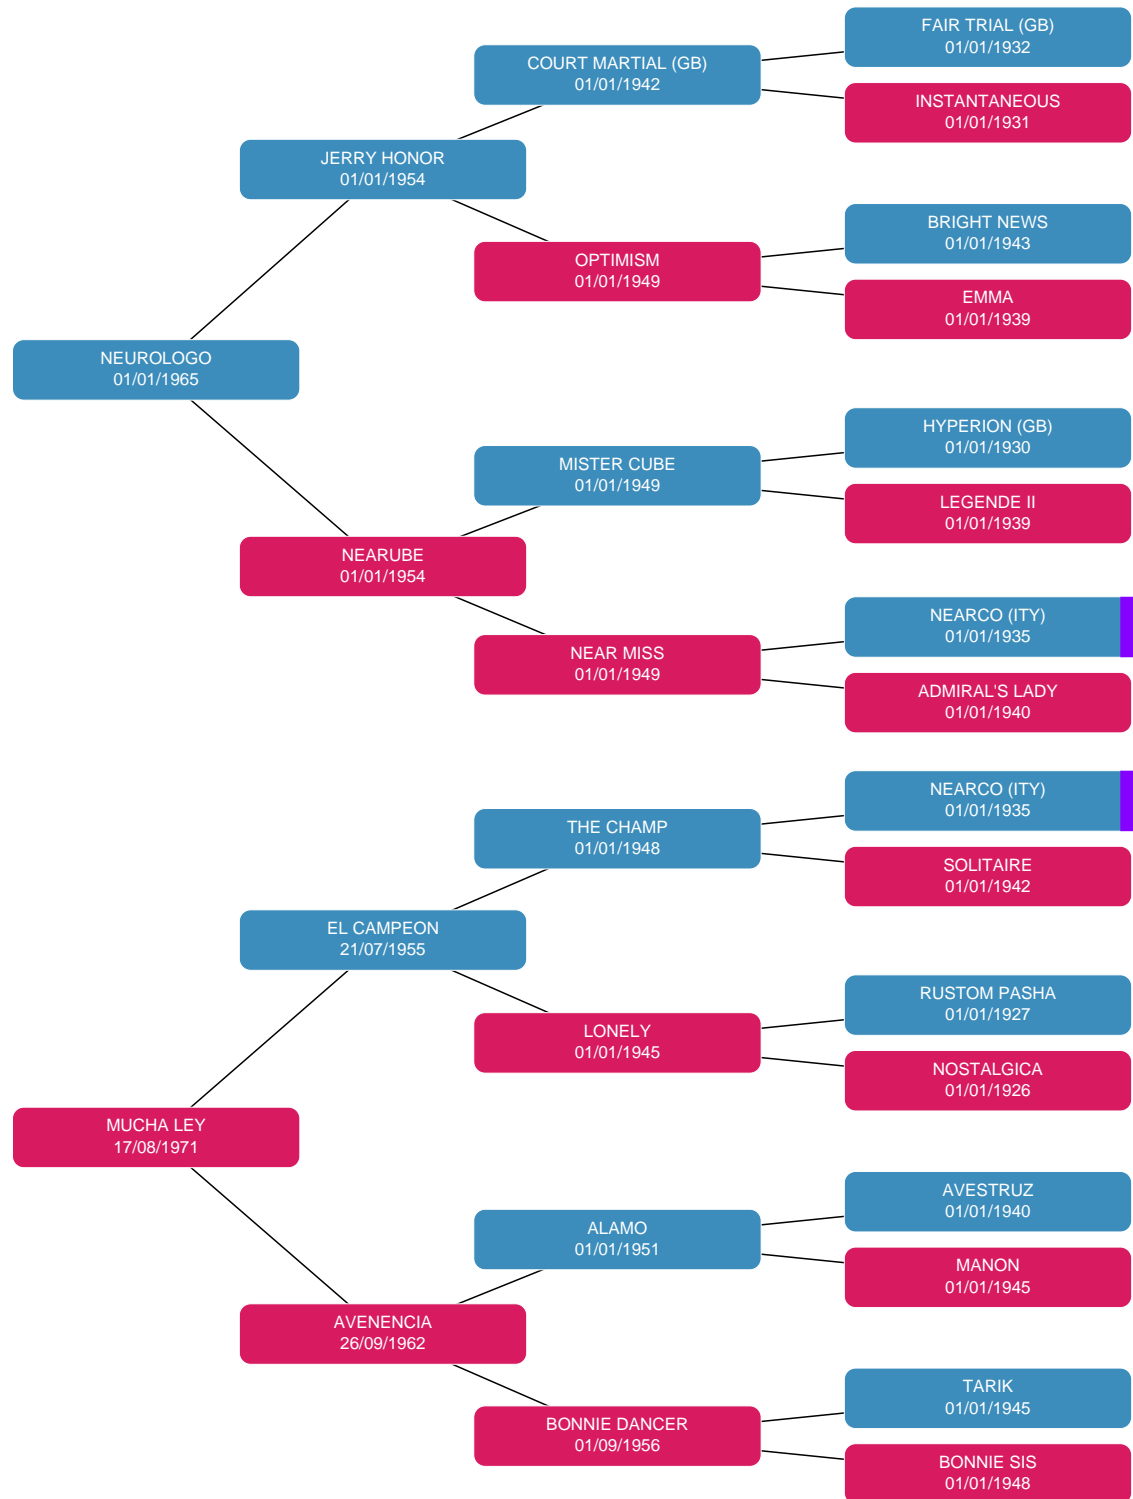 FAIR TRIAL (GB)
01/01/1932
COURT MARTIAL (GB)
01/01/1942
INSTANTANEOUS
01/01/1931
JERRY HONOR
01/01/1954
BRIGHT NEWS
01/01/1943
OPTIMISM
01/01/1949
EMMA
01/01/1939
NEUROLOGO
01/01/1965
HYPERION (GB)
01/01/1930
MISTER CUBE
01/01/1949
LEGENDE II
01/01/1939
NEARUBE
01/01/1954
NEARCO (ITY)
01/01/1935
NEAR MISS
01/01/1949
ADMIRAL'S LADY
01/01/1940
NEARCO (ITY)
01/01/1935
THE CHAMP
01/01/1948
SOLITAIRE
01/01/1942
EL CAMPEON
21/07/1955
RUSTOM PASHA
01/01/1927
LONELY
01/01/1945
NOSTALGICA
01/01/1926
MUCHA LEY
17/08/1971
AVESTRUZ
01/01/1940
ALAMO
01/01/1951
MANON
01/01/1945
AVENENCIA
26/09/1962
TARIK
01/01/1945
BONNIE DANCER
01/09/1956
BONNIE SIS
01/01/1948